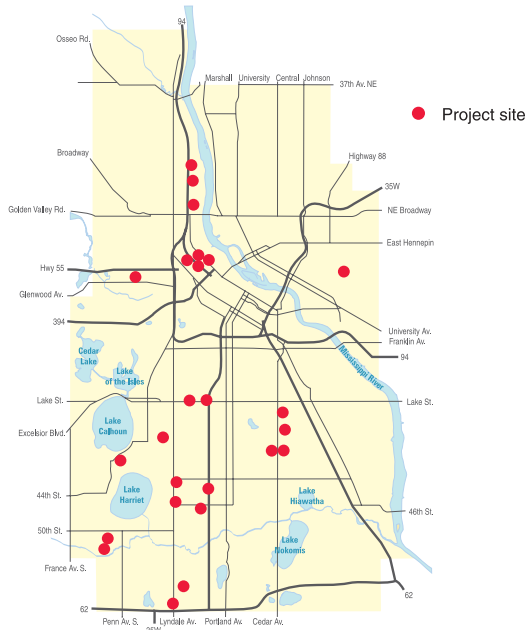 94
Osseo Rd.
Marshall University Central Johnson
37th Av. NE
Project site
Broadway
Highway 88
35W
Golden Valley Rd.
NE Broadway
East Hennepin
Hwy 55
Glenwood Av.
394
University Av.
Franklin Av.
94
Mississippi River
Cedar
Lake
Lake
of the Isles
Lake St.
Lake St.
Lake
Calhoun
Excelsior Blvd.
Lake
Harriet
44th St.
Lake
Hiawatha
46th St.
50th St.
Lake
Nokomis
France Av. S.
62
62
Penn Av. S.
Lyndale Av.
Portland Av.
Cedar Av.
35W